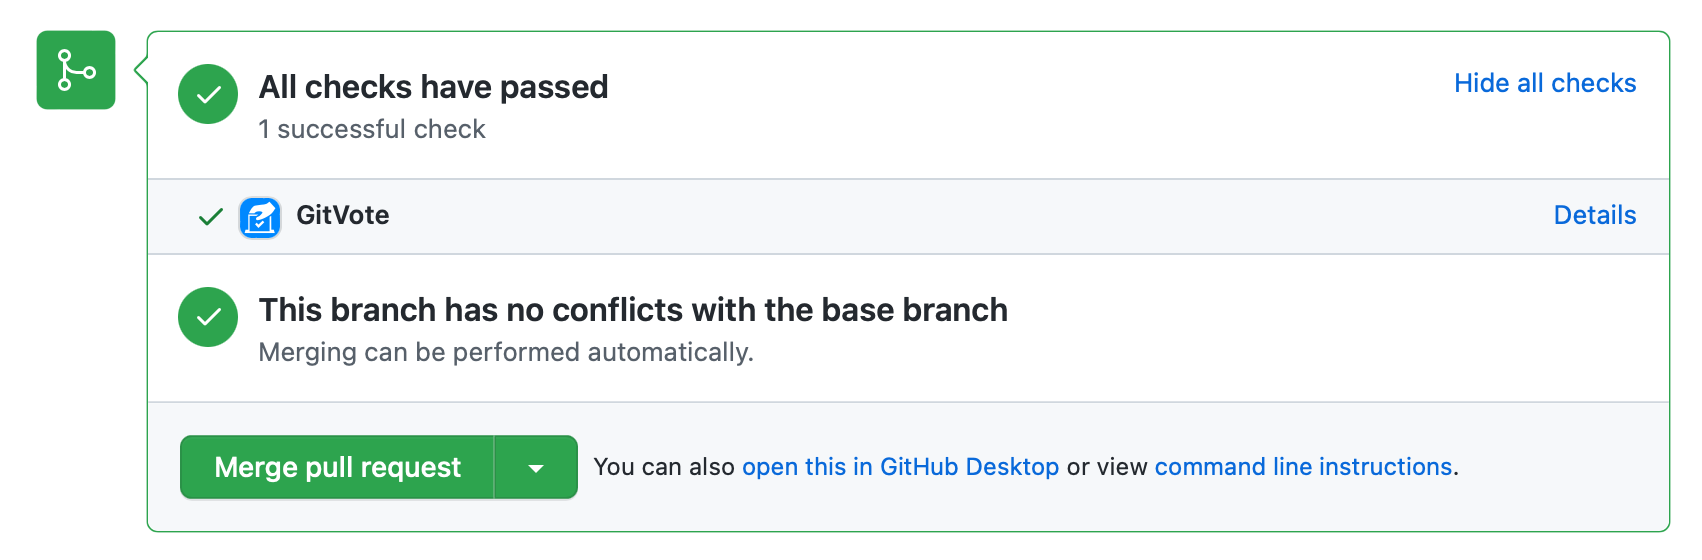 All checks have passed
Hide all checks
1 successful check
GitVote
Details
This branch has no conflicts with the base branch
Merging can be performed automatically.
Merge pull request
You can also open this in GitHub Desktop or view command line instructions.